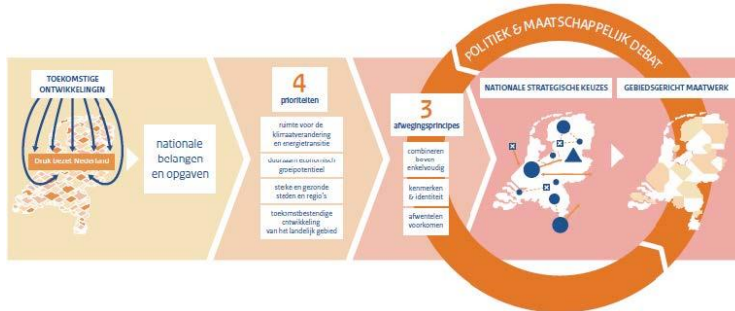 POLITIEK & MAATSCHAPPELIJK DEBAT
TOEKOMSTIGE
ONTWIKKELINGEN
Druk bezet Nederland
nationale
belangen
en opgaven
4
prioriteiten
ruimte voor de
klimaatverandering
en energietransitie
duurzaam economisch
groeipotentieel
sterke en gezonde
steden en regio's
toekomstbestendige
ontwikkeling
van het landelijk gebied
3
afwegingsprincipes
combineren
boven
enkelvoudig
kenmerken
& identiteit
afwentelen
voorkomen
NATIONALE STRATEGISCHE KEUZES
GEBIEDSGERICHT MAATWERK